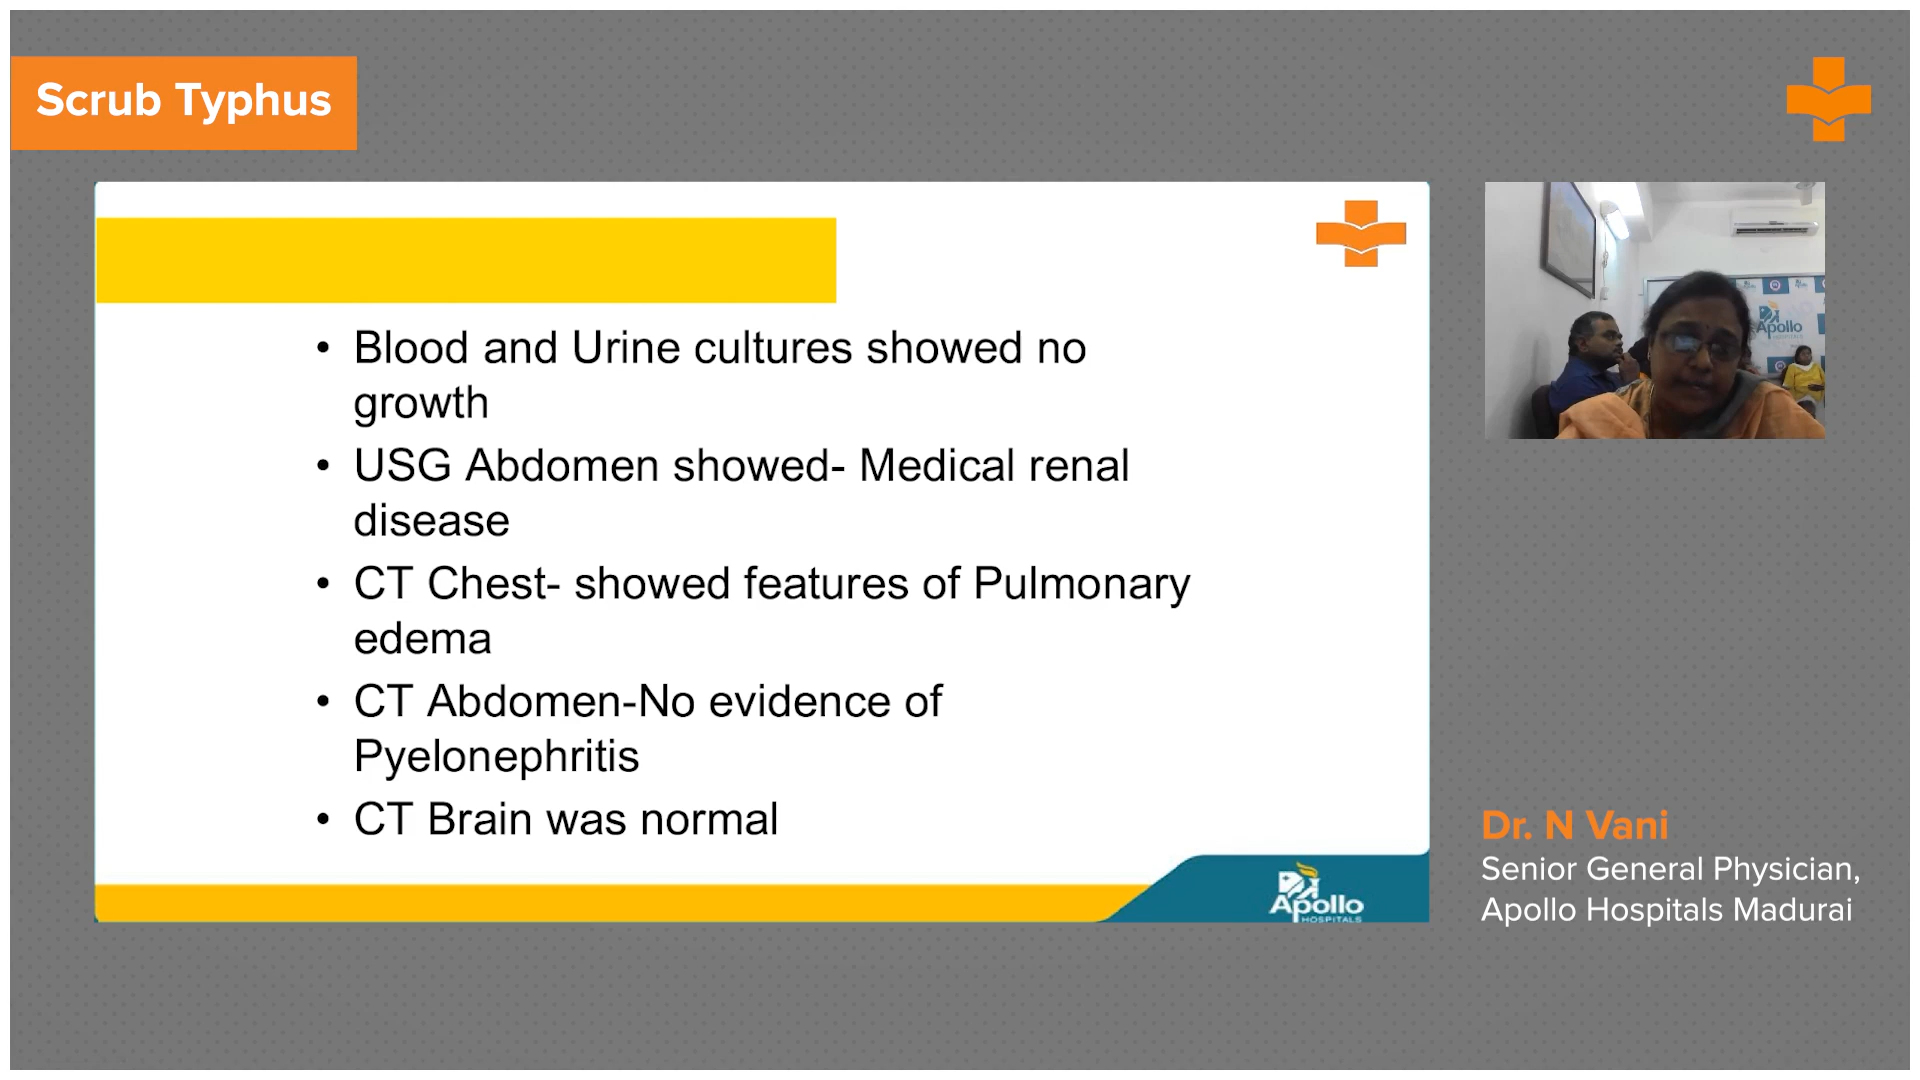 Scrub Typhus
• Blood and Urine cultures showed no
growth
• USG Abdomen showed- Medical renal
disease
• CT Chest- showed features of Pulmonary
edema
• CT Abdomen-No evidence of
Pyelonephritis
• CT Brain was normal
Apollo
HOSPITALS
Apollo
Dr. N Vani
Senior General Physician,
Apollo Hospitals Madurai